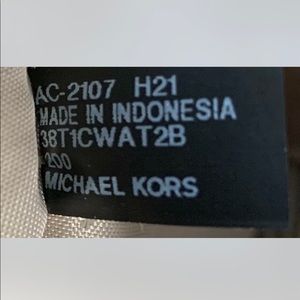 AC-2107 H21
MADE IN INDONESIA
38T1CWAT2B
-200
MICHAEL KORS